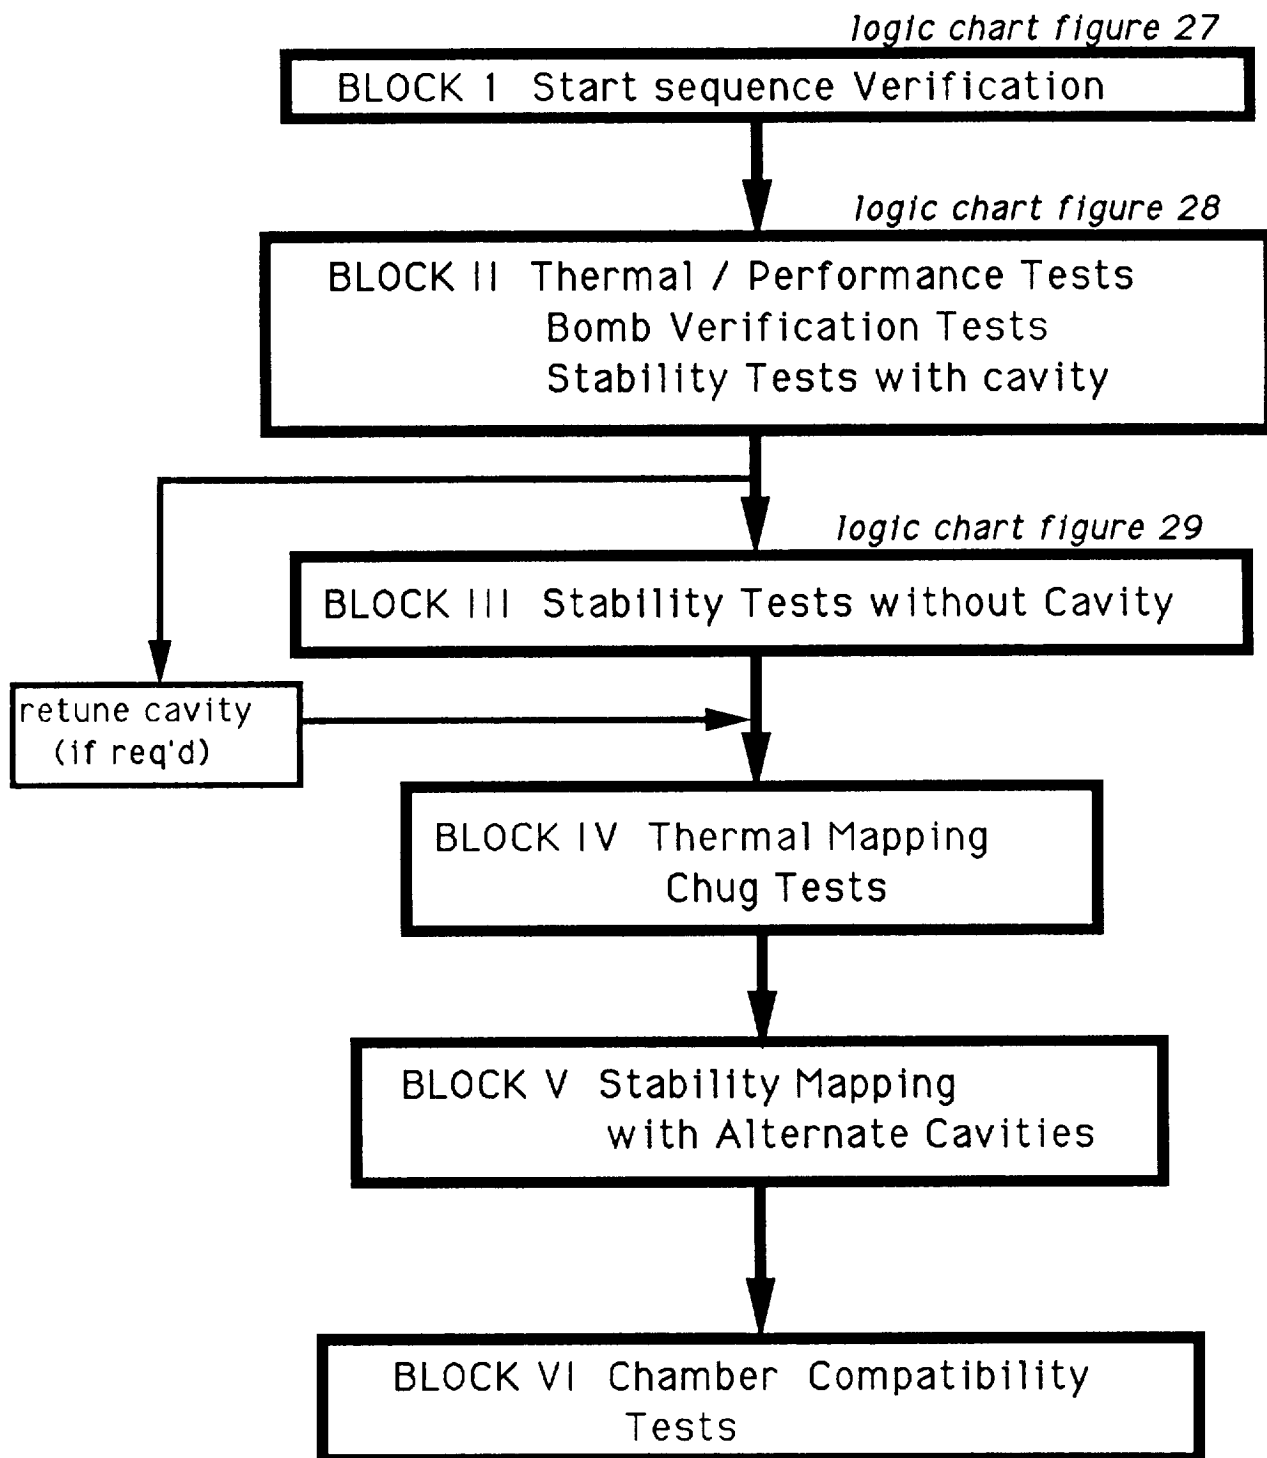 logic chart figure 27
BLOCK 1 Start sequence Verification
logic chart figure 28
BLOCK II Thermal / Performance Tests
Bomb Verification Tests
Stability Tests with cavity
logic chart figure 29
BLOCK III Stability Tests without Cavity
retune cavity
(if req'd)
BLOCK IV Thermal Mapping
Chug Tests
BLOCK V Stability Mapping
with Alternate Cavities
BLOCK VI Chamber Compatibility
Tests